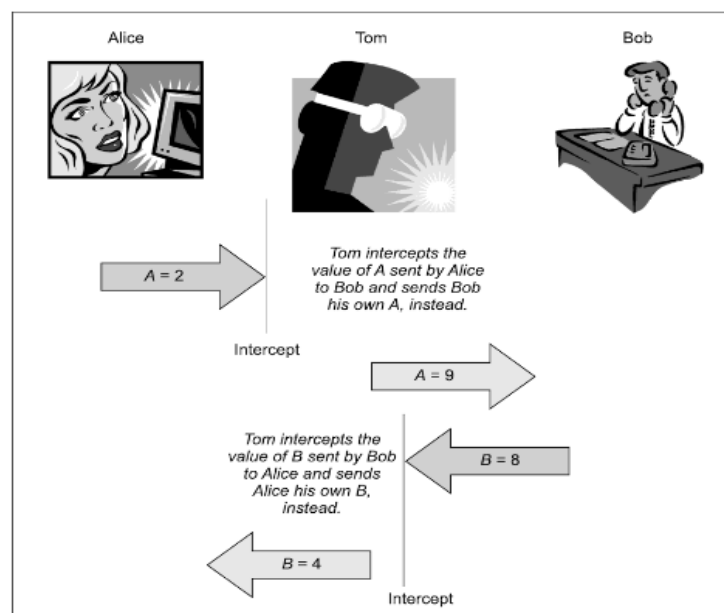 Alice
Tom
Bob
A = 2
Tom intercepts the
value of A sent by Alice
to Bob and sends Bob
his own A, instead.
Intercept
A = 9
Tom intercepts the
value of B sent by Bob
to Alice and sends
Alice his own B,
instead.
B = 8
B = 4
Intercept